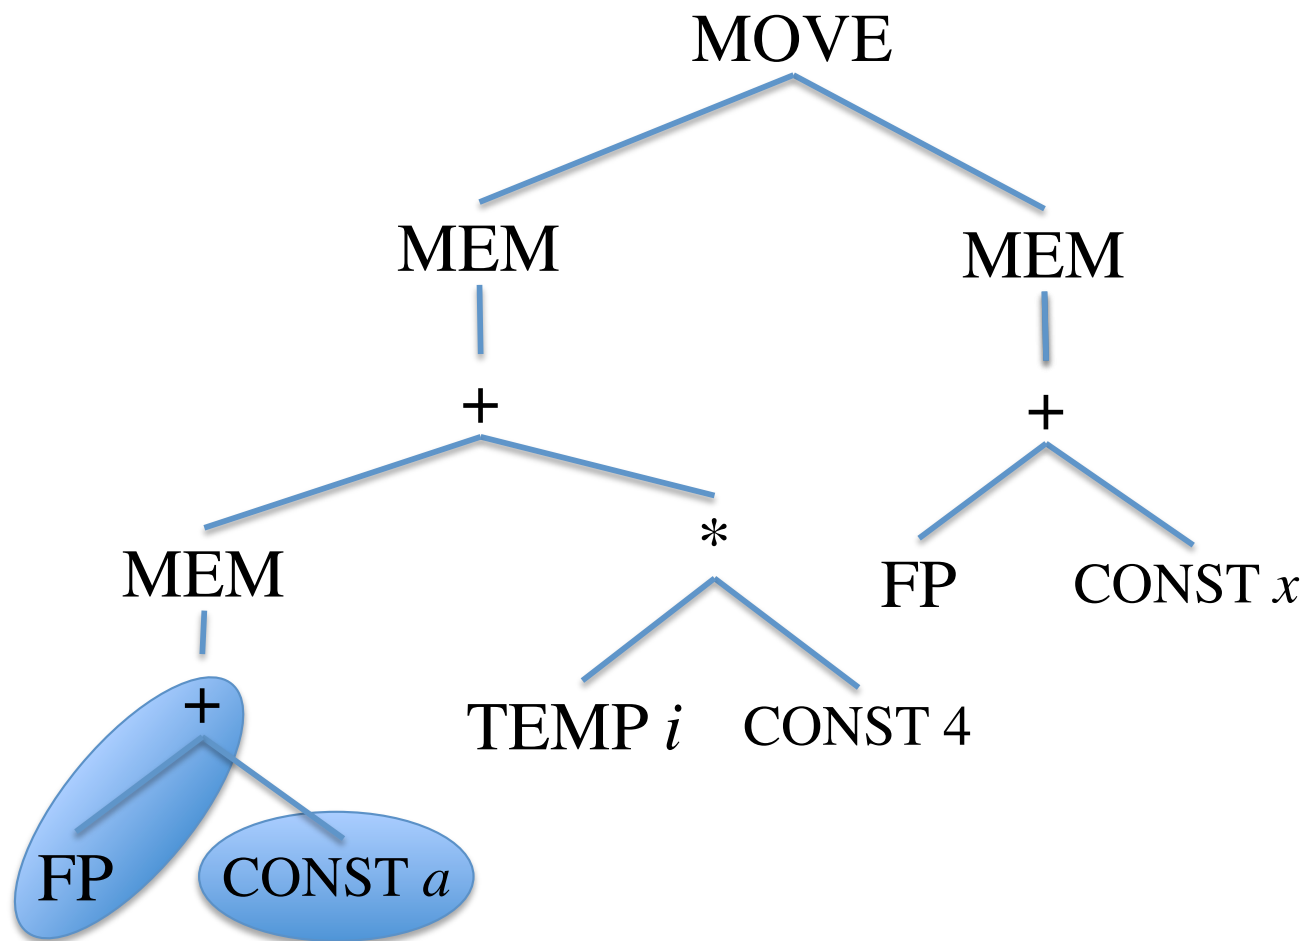 MOVE
MEM MEM
+ +
MEM * FP CONST x
+ TEMP i CONST 4
FP CONST a